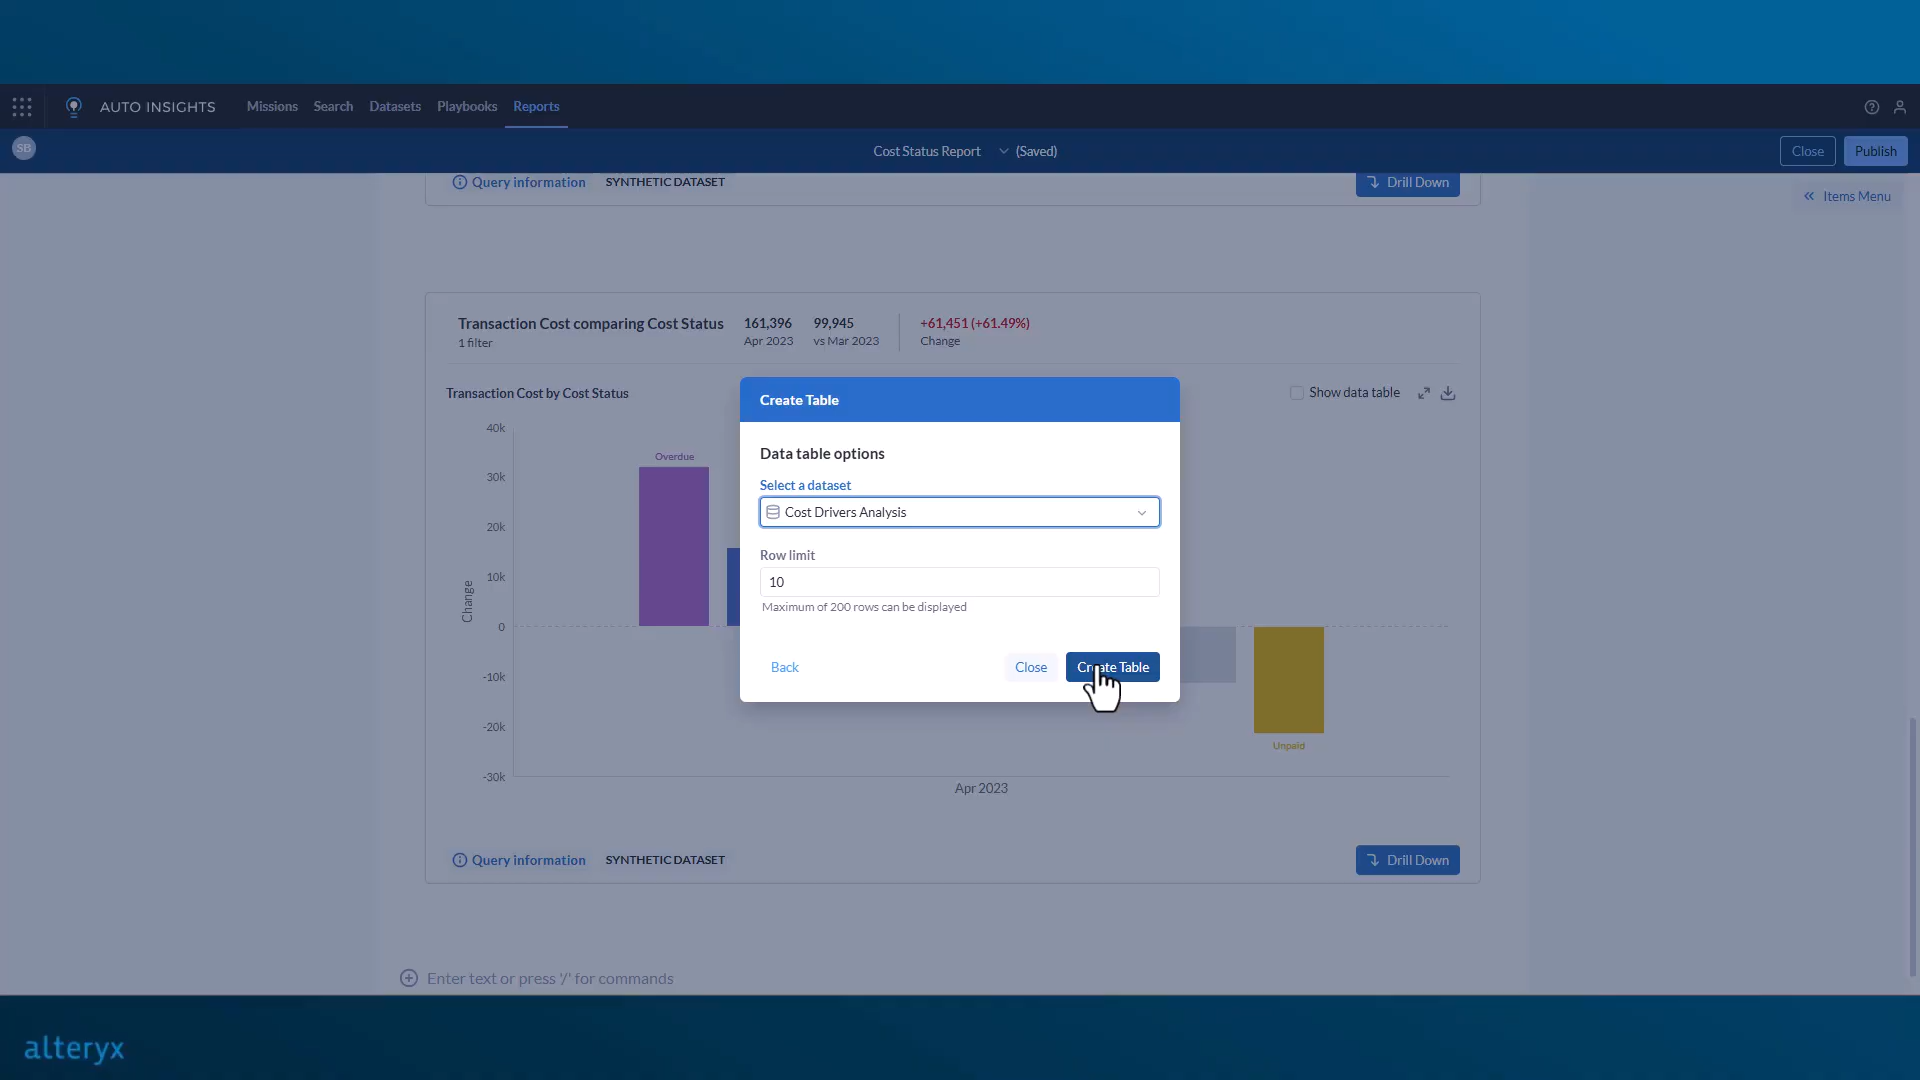 AUTO INSIGHTS
Missions
Search
Datasets
Playbooks
Reports
SB
Cost Status Report
(Saved)
Close
Publish
Query information
SYNTHETIC DATASET
Drill Down
Items Menu
Transaction Cost comparing Cost Status
1 filter
161,396
Apr 2023
99,945
vs Mar 2023
+61,451 (+61.49%)
Change
Transaction Cost by Cost Status
Show data table
40k
30k
20k
10k
0
-10k
-20k
-30k
Change
Overdue
Unpaid
Apr 2023
Create Table
Data table options
Select a dataset
Cost Drivers Analysis
Row limit
10
Maximum of 200 rows can be displayed
Back
Close
Create Table
Query information
SYNTHETIC DATASET
Drill Down
Enter text or press '/' for commands
alteryx